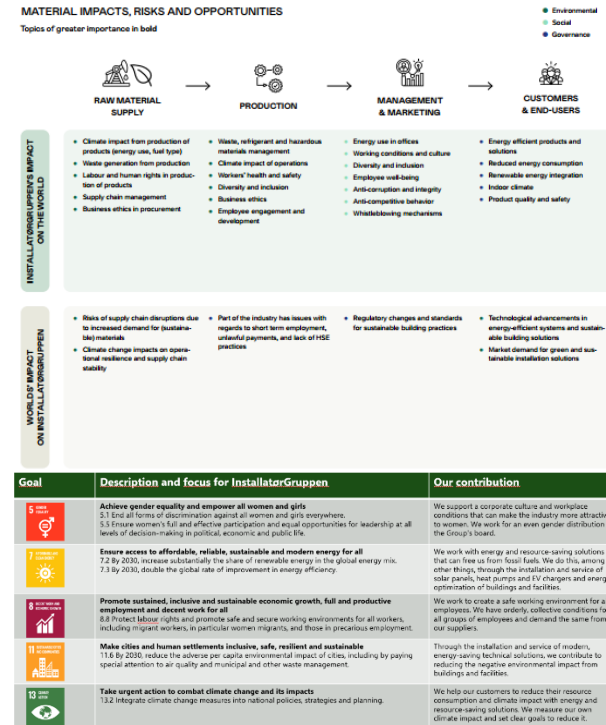 MATERIAL IMPACTS, RISKS AND OPPORTUNITIES
Topics of greater importance in bold
Environmental
Social
Governance
RAW MATERIAL
SUPPLY
PRODUCTION
MANAGEMENT
& MARKETING
CUSTOMERS
& END-USERS
INSTALLATØRGRUPPEN'S IMPACT
ON THE WORLD
Climate impact from production of
products (energy use, fuel type)
Waste generation from production
Labour and human rights in produc-
tion of products
Supply chain management
Business ethics in procurement
Waste, refrigerant and hazardous
materials management
Climate impact of operations
Workers' health and safety
Diversity and inclusion
Business ethics
Employee engagement and
development
Energy use in offices
Working conditions and culture
Diversity and inclusion
Employee well-being
Anti-corruption and integrity
Anti-competitive behavior
Whistleblowing mechanisms
Energy efficient products and
solutions
Reduced energy consumption
Renewable energy integration
Indoor climate
Product quality and safety
WORLDS' IMPACT
ON INSTALLATØRGRUPPEN
Risks of supply chain disruptions due
to increased demand for (sustaina-
ble) materials
Climate change impacts on opera-
tional resilience and supply chain
stability
Part of the industry has issues with
regards to short term employment,
unlawful payments, and lack of HSE
practices
Regulatory changes and standards
for sustainable building practices
Technological advancements in
energy-efficient systems and sustain-
able building solutions
Market demand for green and sus-
tainable installation solutions
Goal
Description and focus for InstallatørGruppen
Our contribution
5
Achieve gender equality and empower all women and girls
5.1 End all forms of discrimination against all women and girls everywhere.
5.5 Ensure women's full and effective participation and equal opportunities for leadership at all
levels of decision-making in political, economic and public life.
We support a corporate culture and workplace
conditions that can make the industry more attractiv
to women. We work for an even gender distribution
the Group's board.
7
Ensure access to affordable, reliable, sustainable and modern energy for all
7.2 By 2030, increase substantially the share of renewable energy in the global energy mix.
7.3 By 2030, double the global rate of improvement in energy efficiency.
We work with energy and resource-saving solutions
that can free us from fossil fuels. We do this, among
other things, through the installation and service of
solar panels, heat pumps and EV chargers and energ
optimization of buildings and facilities.
8
Promote sustained, inclusive and sustainable economic growth, full and productive
employment and decent work for all
8.8 Protect labour rights and promote safe and secure working environments for all workers,
including migrant workers, in particular women migrants, and those in precarious employment.
We work to create a safe working environment for a
employees. We have orderly, collective conditions fo
all groups of employees and demand the same from
our suppliers.
11
Make cities and human settlements inclusive, safe, resilient and sustainable
11.6 By 2030, reduce the adverse per capita environmental impact of cities, including by paying
special attention to air quality and municipal and other waste management.
Through the installation and service of modern,
energy-saving technical solutions, we contribute to
reducing the negative environmental impact from
buildings and facilities.
13
Take urgent action to combat climate change and its impacts
13.2 Integrate climate change measures into national policies, strategies and planning.
We help our customers to reduce their resource
consumption and climate impact with energy and
resource-saving solutions. We measure our own
climate impact and set clear goals to reduce it.